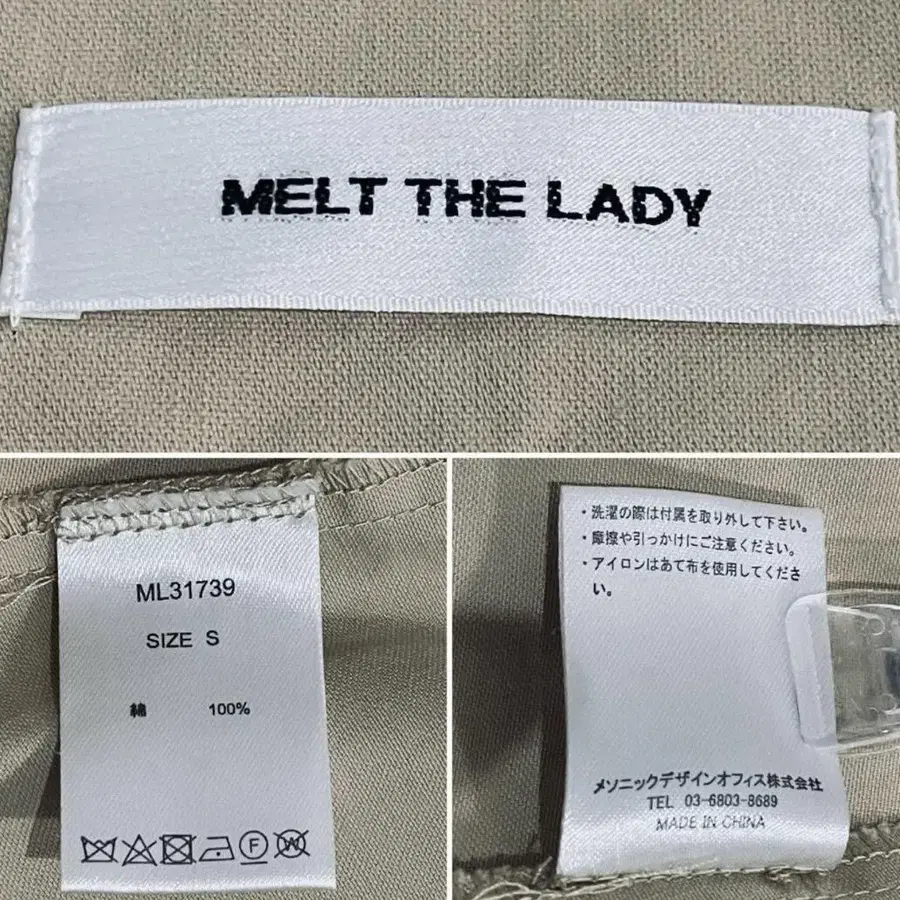 MELT THE LADY
ML31739
SIZE S
綿 100%
・洗濯の際は付属を取り外して下さい。
・摩擦や引っかけにご注意ください。
・アイロンはあて布を使用してくださ
い。
メソニックデザインオフィス株式会社
TEL 03-6803-8689
MADE IN CHINA